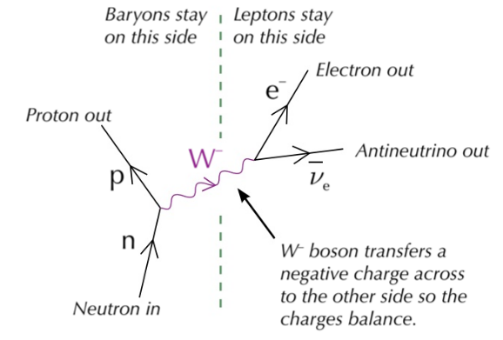 Baryons stay
on this side
Leptons stay
on this side
Electron out
e⁻
Proton out
W⁻
Antineutrino out
p
ν̄ₑ
n
W⁻ boson transfers a
negative charge across
to the other side so the
charges balance.
Neutron in